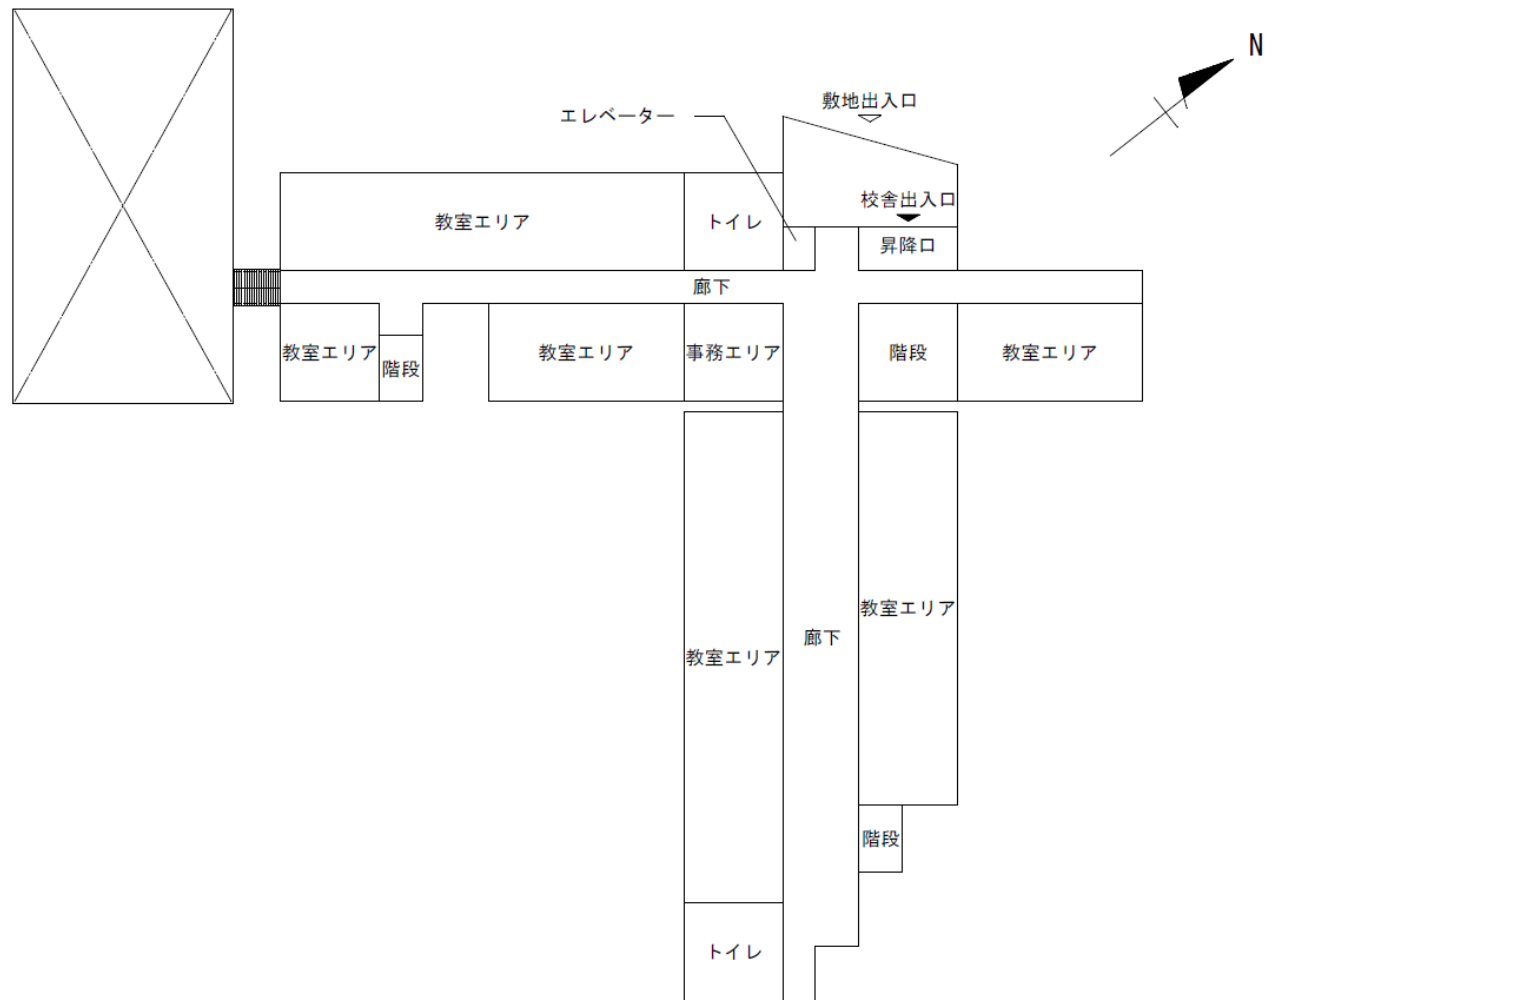 N
敷地出入口
エレベーター
校舎出入口
教室エリア
トイレ
昇降口
廊下
教室エリア
階段
教室エリア
事務エリア
階段
教室エリア
教室エリア
廊下
教室エリア
階段
トイレ